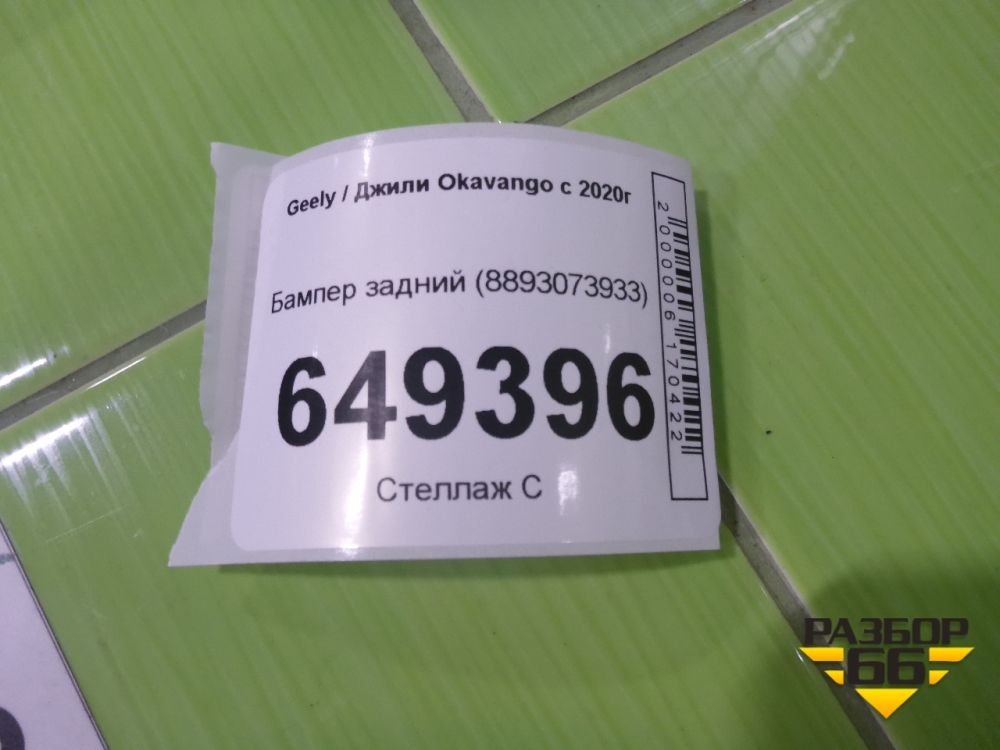 Geely / Джили Okavango с 2020г
Бампер задний (8893073933)
649396
Стеллаж С
2000006170422
РАЗБОР
66